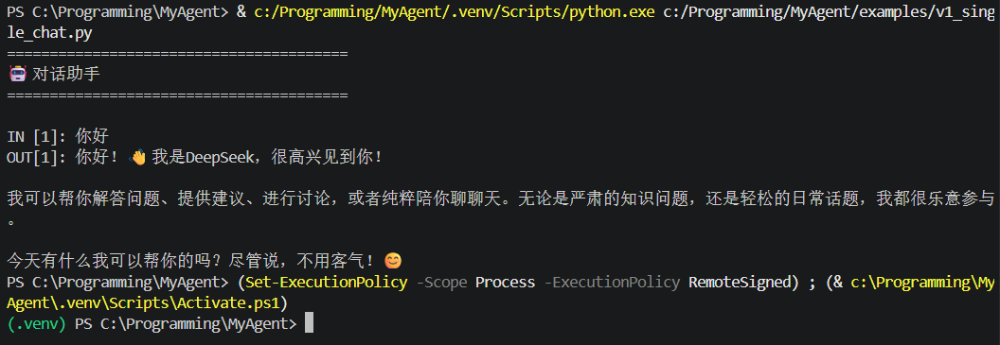 PS C:\Programming\MyAgent> & c:/Programming/MyAgent/.venv/Scripts/python.exe c:/Programming/MyAgent/examples/v1_sing
le_chat.py
========================================
🤖 对话助手
========================================
IN [1]: 你好
OUT[1]: 你好！👋 我是DeepSeek，很高兴见到你！
我可以帮你解答问题、提供建议、进行讨论，或者纯粹陪你聊聊天。无论是严肃的知识问题，还是轻松的日常话题，我都很乐意参与
。
今天有什么我可以帮你的吗？尽管说，不用客气！😊
PS C:\Programming\MyAgent> (Set-ExecutionPolicy -Scope Process -ExecutionPolicy RemoteSigned) ; (& c:\Programming\My
Agent\.venv\Scripts\Activate.ps1)
(.venv) PS C:\Programming\MyAgent>